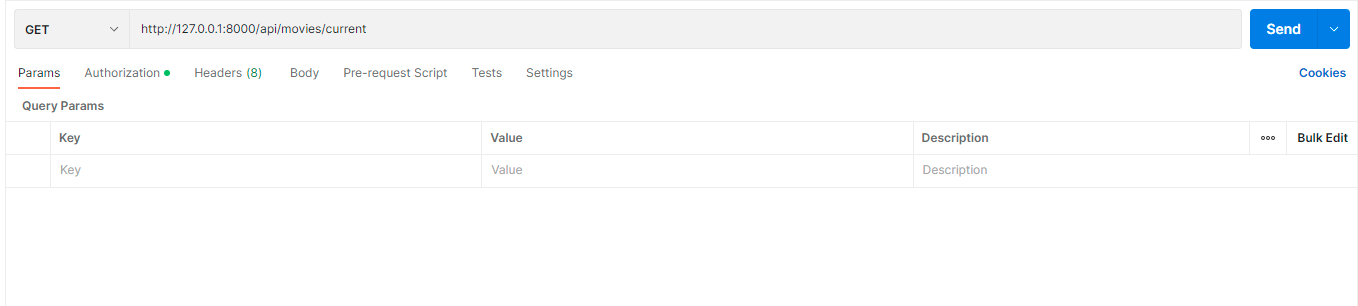 GET http://127.0.0.1:8000/api/movies/current Send
Params Authorization Headers (8) Body Pre-request Script Tests Settings Cookies
Query Params
Key Value Description ooo Bulk Edit
Key Value Description